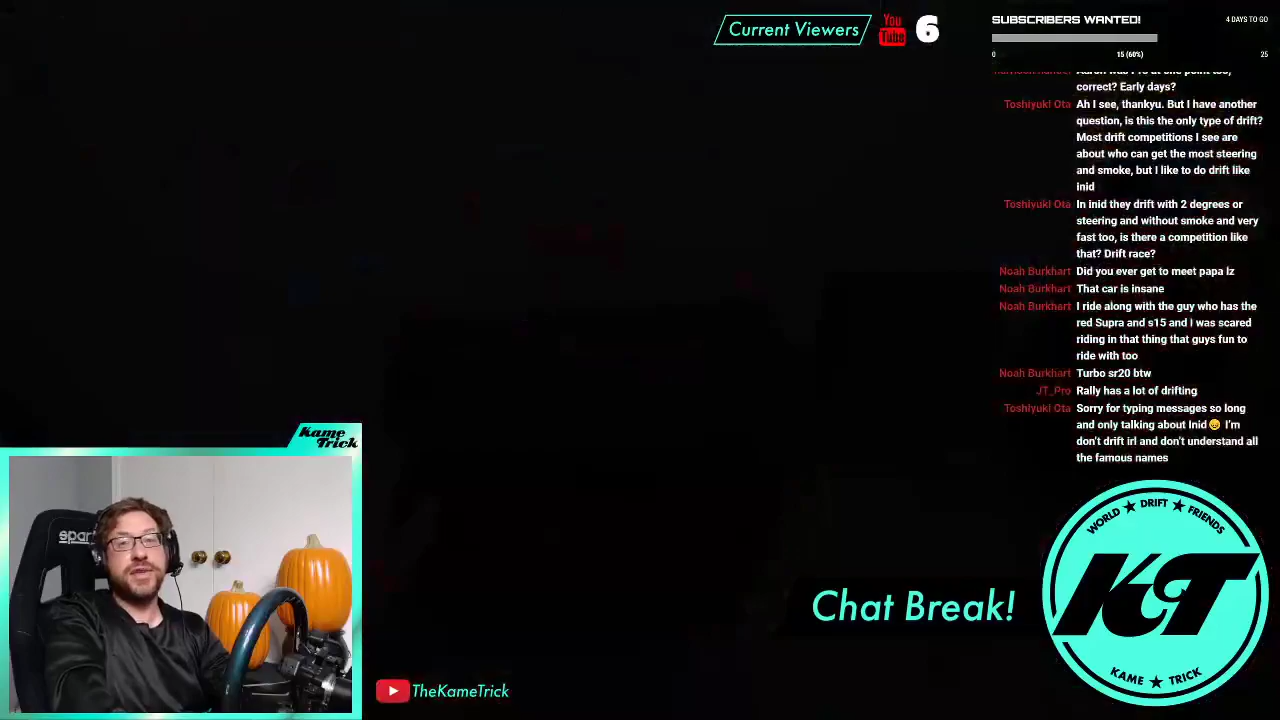 Current Viewers
You
Tube
6
SUBSCRIBERS WANTED!
4 DAYS TO GO
0
15 (60%)
25
correct? Early days?
Toshiyuki Ota Ah I see, thankyu. But I have another
question, is this the only type of drift?
Most drift competitions I see are
about who can get the most steering
and smoke, but I like to do drift like
inid
Toshiyuki Ota In inid they drift with 2 degrees or
steering and without smoke and very
fast too, is there a competition like
that? Drift race?
Noah Burkhart Did you ever get to meet papa lz
Noah Burkhart That car is insane
Noah Burkhart I ride along with the guy who has the
red Supra and s15 and I was scared
riding in that thing that guys fun to
ride with too
Noah Burkhart Turbo sr20 btw
JT_Pro Rally has a lot of drifting
Toshiyuki Ota Sorry for typing messages so long
and only talking about Inid I'm
don't drift irl and don't understand all
the famous names
Kame
Trick
spar
Chat Break!
WORLD ★ DRIFT ★ FRIENDS
KT
KAME ★ TRICK
TheKameTrick